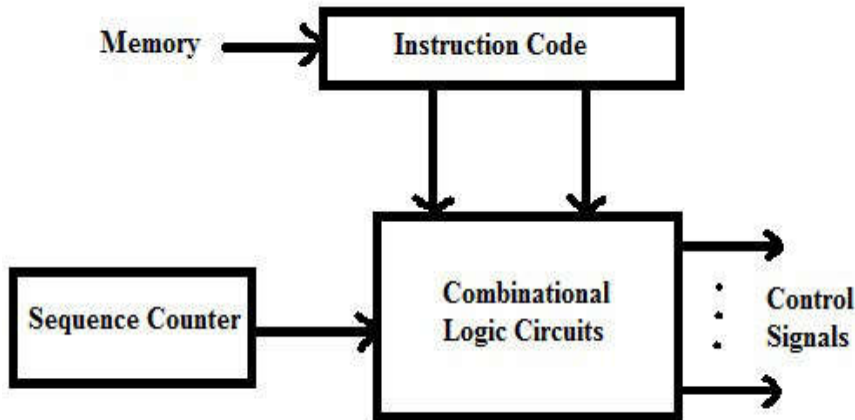 Memory
Instruction Code
Sequence Counter
Combinational
Logic Circuits
Control
Signals